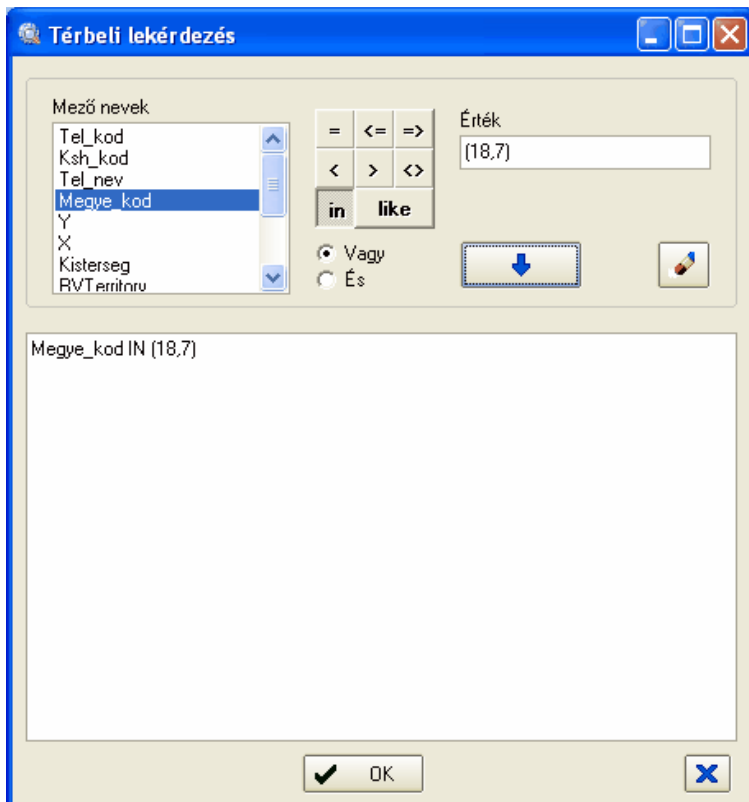 Térbeli lekérdezés
Mező nevek
Tel_kod
Ksh_kod
Tel_nev
Megye_kod
Y
X
Kisterseg
RVTerritory
= <= =>
< > <>
in like
Vagy
És
Érték
(18,7)
Megye_kod IN (18,7)
OK